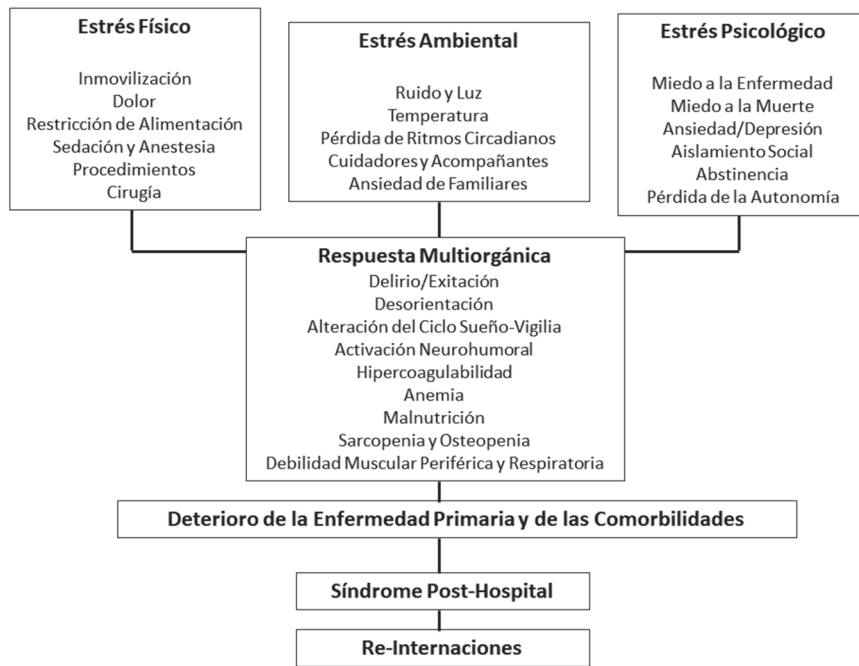 Estrés Físico
Inmovilización
Dolor
Restricción de Alimentación
Sedación y Anestesia
Procedimientos
Cirugía
Estrés Ambiental
Ruido y Luz
Temperatura
Pérdida de Ritmos Circadianos
Cuidadores y Acompañantes
Ansiedad de Familiares
Estrés Psicológico
Miedo a la Enfermedad
Miedo a la Muerte
Ansiedad/Depresión
Aislamiento Social
Abstinencia
Pérdida de la Autonomía
Respuesta Multiorgánica
Delirio/Exitación
Desorientación
Alteración del Ciclo Sueño-Vigilia
Activación Neurohumoral
Hipercoagulabilidad
Anemia
Malnutrición
Sarcopenia y Osteopenia
Debilidad Muscular Periférica y Respiratoria
Deterioro de la Enfermedad Primaria y de las Comorbilidades
Síndrome Post-Hospital
Re-Internaciones